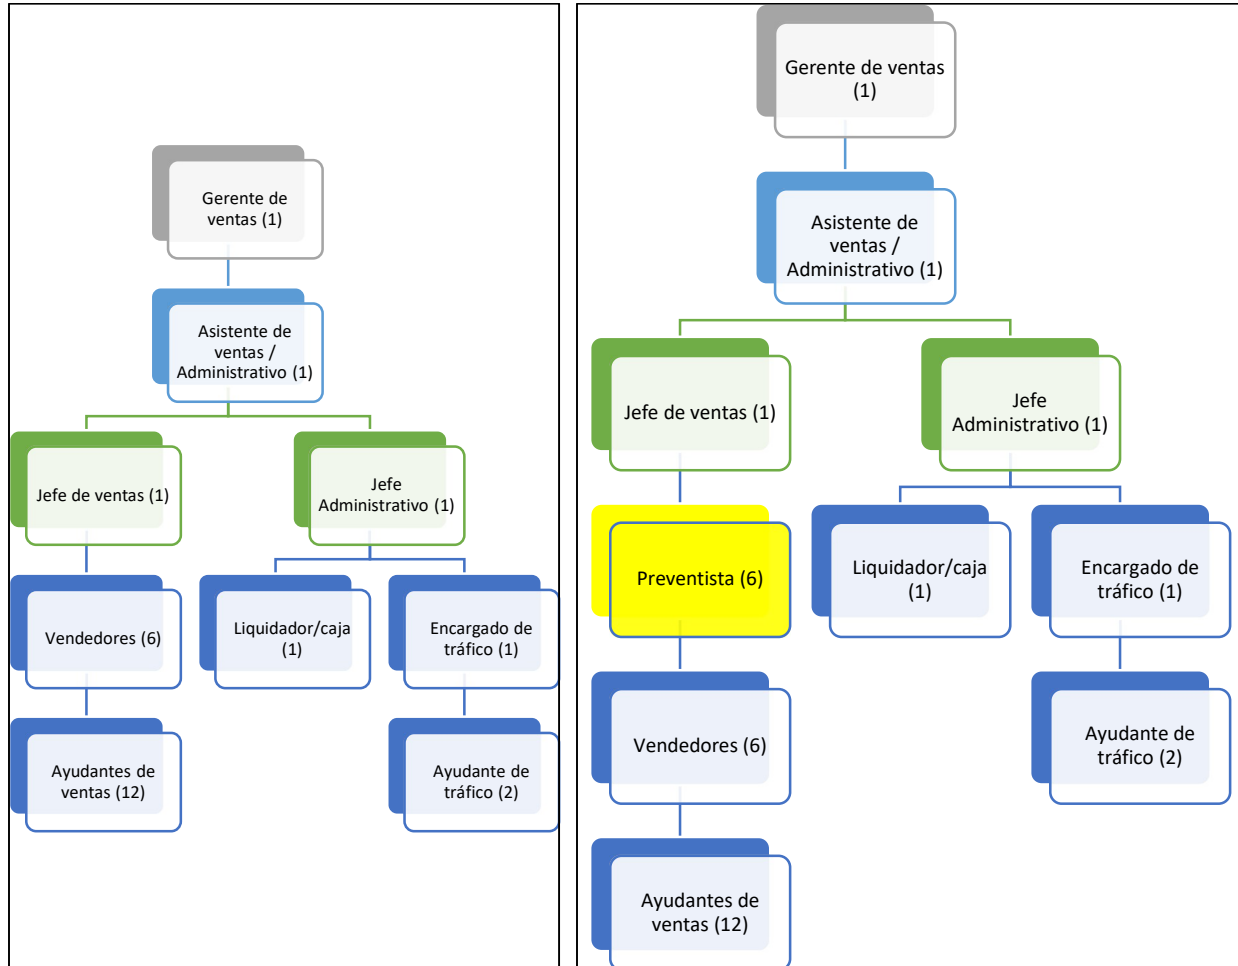 Gerente de
ventas (1)
Asistente de
ventas /
Administrativo (1)
Jefe de ventas (1)
Jefe
Administrativo (1)
Vendedores (6)
Liquidador/caja
(1)
Encargado de
tráfico (1)
Ayudantes de
ventas (12)
Ayudante de
tráfico (2)
Gerente de ventas
(1)
Asistente de
ventas /
Administrativo (1)
Jefe de ventas (1)
Jefe
Administrativo (1)
Preventista (6)
Liquidador/caja
(1)
Encargado de
tráfico (1)
Vendedores (6)
Ayudante de
tráfico (2)
Ayudantes de
ventas (12)